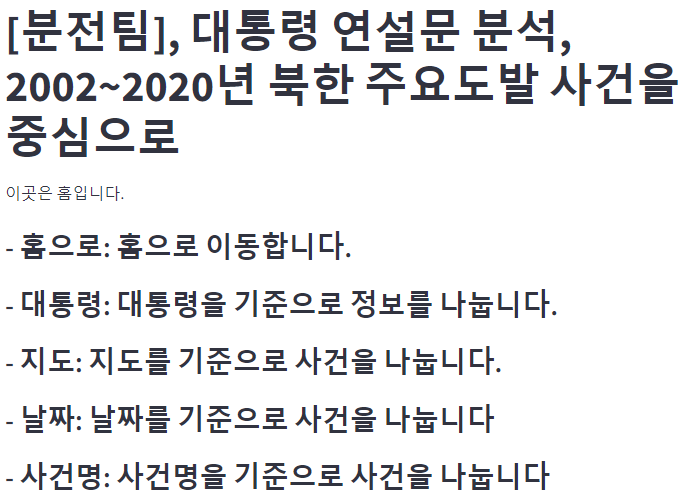 [분전팀], 대통령 연설문 분석,
2002~2020년 북한 주요도발 사건을
중심으로
이곳은 홈입니다.
- 홈으로: 홈으로 이동합니다.
- 대통령: 대통령을 기준으로 정보를 나눕니다.
- 지도: 지도를 기준으로 사건을 나눕니다.
- 날짜: 날짜를 기준으로 사건을 나눕니다
- 사건명: 사건명을 기준으로 사건을 나눕니다